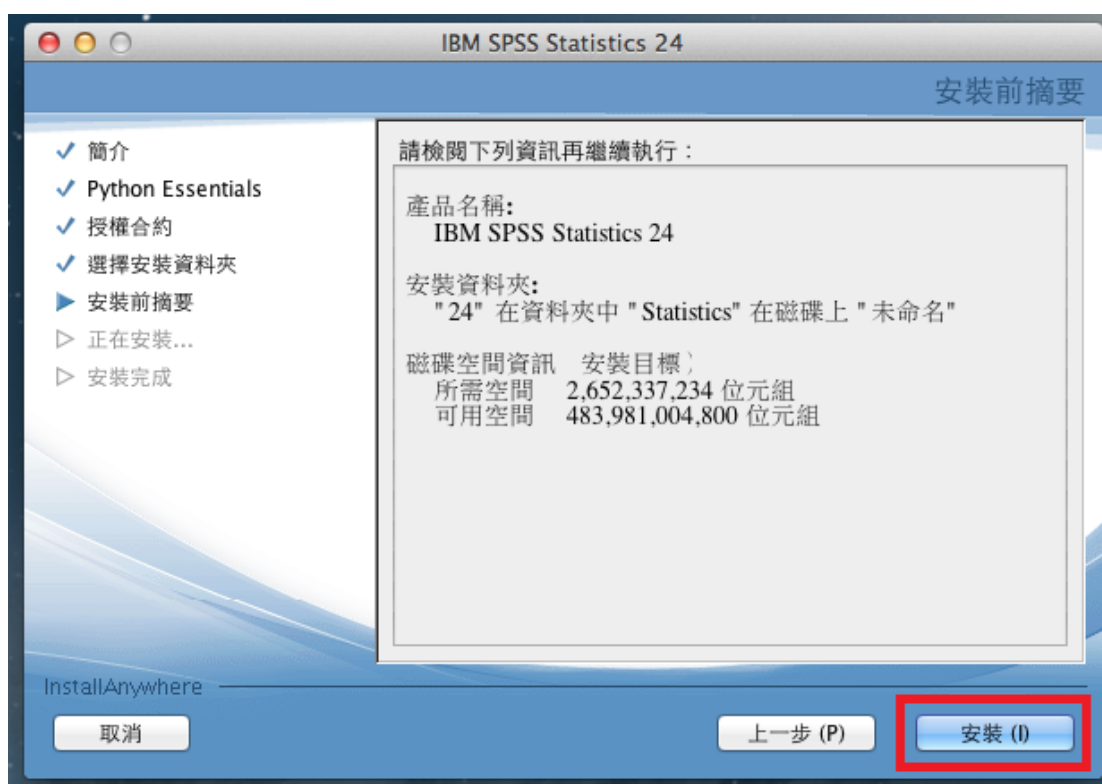 IBM SPSS Statistics 24
安裝前摘要
簡介
Python Essentials
授權合約
選擇安裝資料夾
安裝前摘要
正在安裝...
安裝完成
請檢閱下列資訊再繼續執行：
產品名稱:
IBM SPSS Statistics 24
安裝資料夾:
"24" 在資料夾中 "Statistics" 在磁碟上 "未命名"
磁碟空間資訊 安裝目標）
所需空間 2,652,337,234 位元組
可用空間 483,981,004,800 位元組
InstallAnywhere
取消
上一步 (P)
安裝 (I)